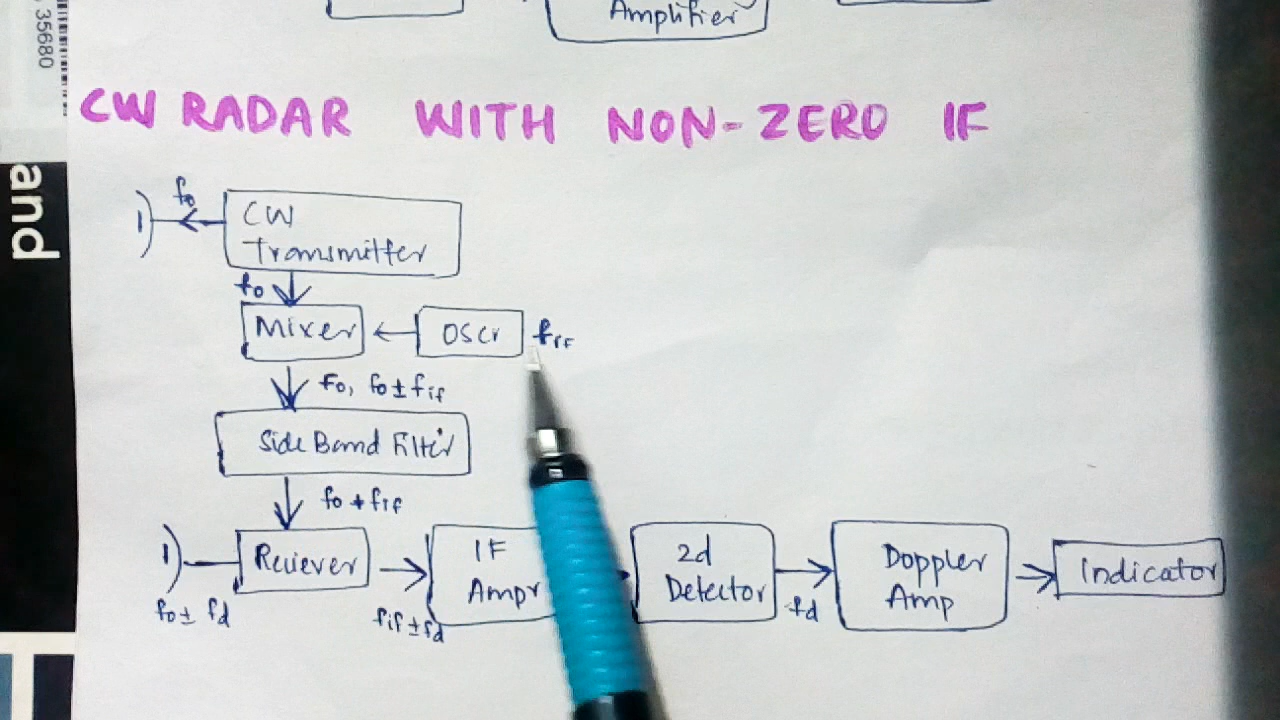 35680
and
Amplifier
CW RADAR WITH NON-ZERO IF
fo
CW
Transmitter
fo
Mixer
OSCr
fIF
Fo, fo±fif
Side Band Filter
fo+fif
Reciever
IF
Ampr
2d
Detector
Doppler
Amp
Indicator
fo± fd
fif±fd
fd